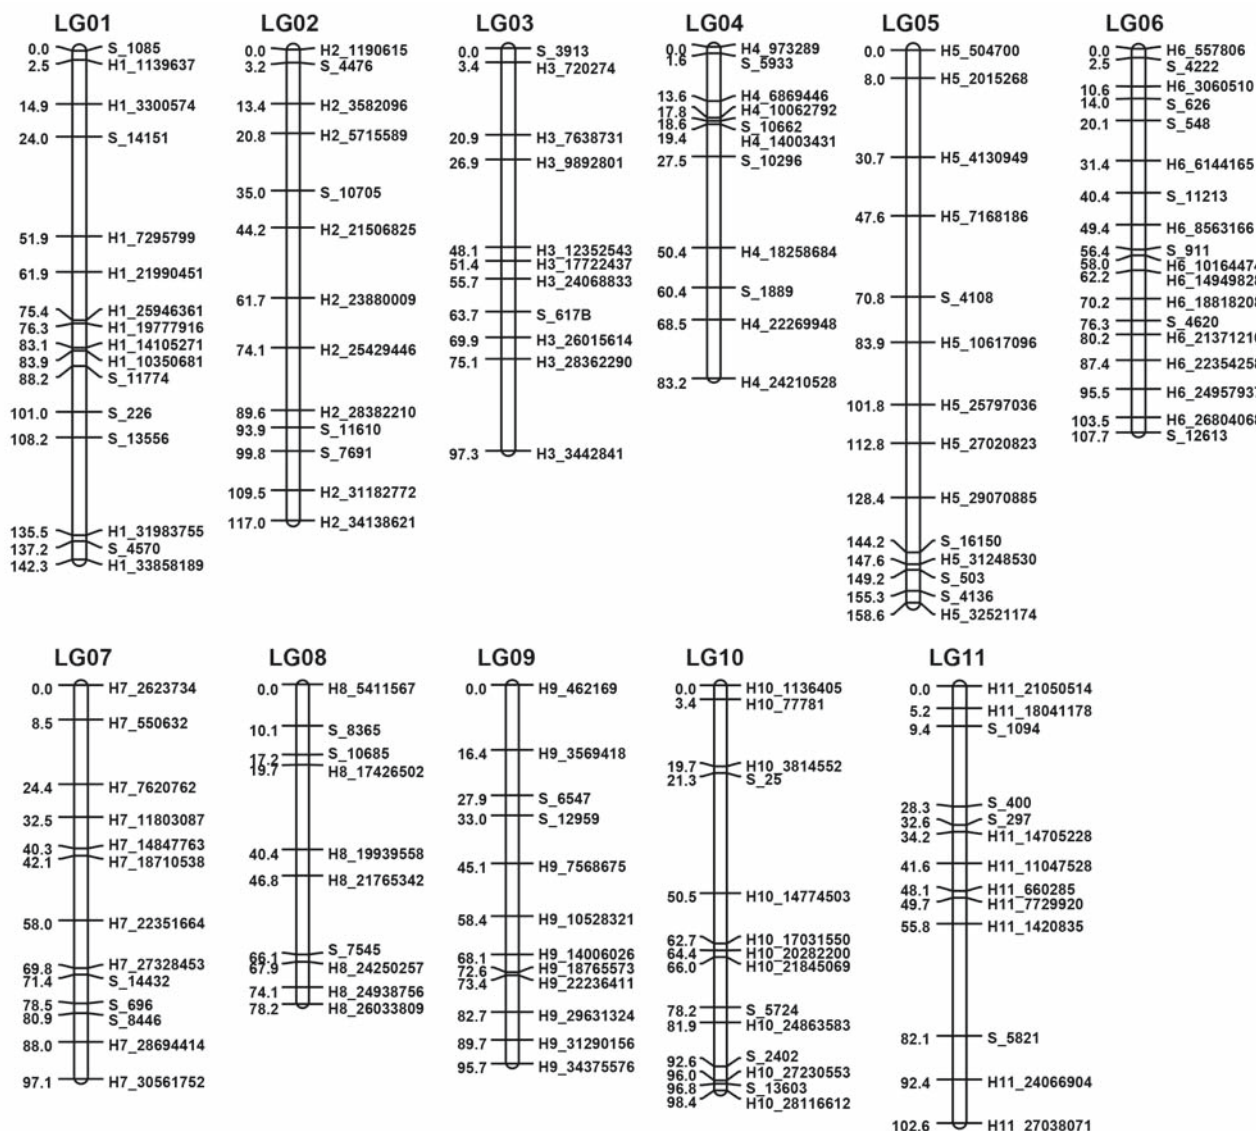 LG01
0.0 S_1085
2.5 H1_1139637
14.9 H1_3300574
24.0 S_14151
51.9 H1_7295799
61.9 H1_21990451
75.4 H1_25946361
76.3 H1_19777916
83.1 H1_14105271
83.9 H1_10350681
88.2 S_11774
101.0 S_226
108.2 S_13556
135.5 H1_31983755
137.2 S_4570
142.3 H1_33858189
LG02
0.0 H2_1190615
3.2 S_4476
13.4 H2_3582096
20.8 H2_5715589
35.0 S_10705
44.2 H2_21506825
61.7 H2_23880009
74.1 H2_25429446
89.6 H2_28382210
93.9 S_11610
99.8 S_7691
109.5 H2_31182772
117.0 H2_34138621
LG03
0.0 S_3913
3.4 H3_720274
20.9 H3_7638731
26.9 H3_9892801
48.1 H3_12352543
51.4 H3_17722437
55.7 H3_24068833
63.7 S_617B
69.9 H3_26015614
75.1 H3_28362290
97.3 H3_3442841
LG04
0.0 H4_973289
1.6 S_5933
13.6 H4_6869446
17.8 H4_10062792
18.6 S_10662
19.4 H4_14003431
27.5 S_10296
50.4 H4_18258684
60.4 S_1889
68.5 H4_22269948
83.2 H4_24210528
LG05
0.0 H5_504700
8.0 H5_2015268
30.7 H5_4130949
47.6 H5_7168186
70.8 S_4108
83.9 H5_10617096
101.8 H5_25797036
112.8 H5_27020823
128.4 H5_29070885
144.2 S_16150
147.6 H5_31248530
149.2 S_503
155.3 S_4136
158.6 H5_32521174
LG06
0.0 H6_557806
2.5 S_4222
10.6 H6_3060510
14.0 S_626
20.1 S_548
31.4 H6_6144165
40.4 S_11213
49.4 H6_8563166
56.4 S_911
58.0 H6_10164474
62.2 H6_14949828
70.2 H6_18818208
76.3 S_4620
80.2 H6_21371216
87.4 H6_22354258
95.5 H6_24957937
103.5 H6_26804068
107.7 S_12613
LG07
0.0 H7_2623734
8.5 H7_550632
24.4 H7_7620762
32.5 H7_11803087
40.3 H7_14847763
42.1 H7_18710538
58.0 H7_22351664
69.8 H7_27328453
71.4 S_14432
78.5 S_696
80.9 S_8446
88.0 H7_28694414
97.1 H7_30561752
LG08
0.0 H8_5411567
10.1 S_8365
17.2 S_10685
19.7 H8_17426502
40.4 H8_19939558
46.8 H8_21765342
66.1 S_7545
67.9 H8_24250257
74.1 H8_24938756
78.2 H8_26033809
LG09
0.0 H9_462169
16.4 H9_3569418
27.9 S_6547
33.0 S_12959
45.1 H9_7568675
58.4 H9_10528321
68.1 H9_14006026
72.6 H9_18765573
73.4 H9_22236411
82.7 H9_29631324
89.7 H9_31290156
95.7 H9_34375576
LG10
0.0 H10_1136405
3.4 H10_77781
19.7 H10_3814552
21.3 S_25
50.5 H10_14774503
62.7 H10_17031550
64.4 H10_20282200
66.0 H10_21845069
78.2 S_5724
81.9 H10_24863583
92.6 S_2402
96.0 H10_27230553
96.8 S_13603
98.4 H10_28116612
LG11
0.0 H11_21050514
5.2 H11_18041178
9.4 S_1094
28.3 S_400
32.6 S_297
34.2 H11_14705228
41.6 H11_11047528
48.1 H11_660285
49.7 H11_7729920
55.8 H11_1420835
82.1 S_5821
92.4 H11_24066904
102.6 H11_27038071